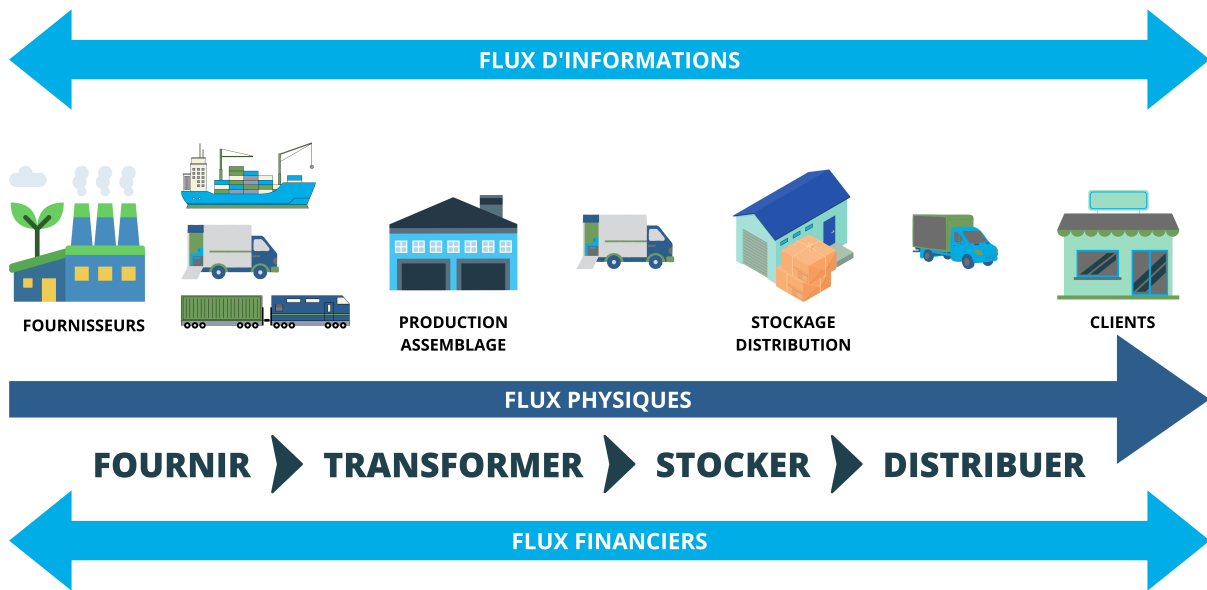 FLUX D'INFORMATIONS
FOURNISSEURS
PRODUCTION
ASSEMBLAGE
STOCKAGE
DISTRIBUTION
CLIENTS
FLUX PHYSIQUES
FOURNIR TRANSFORMER STOCKER DISTRIBUER
FLUX FINANCIERS